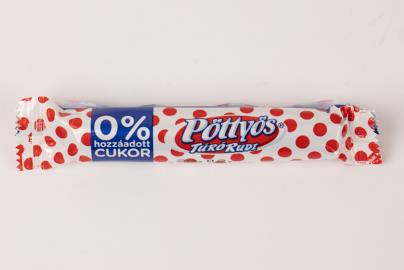 0%
hozzáadott
CUKOR
Pöttyös®
TÚRÓ RUDI